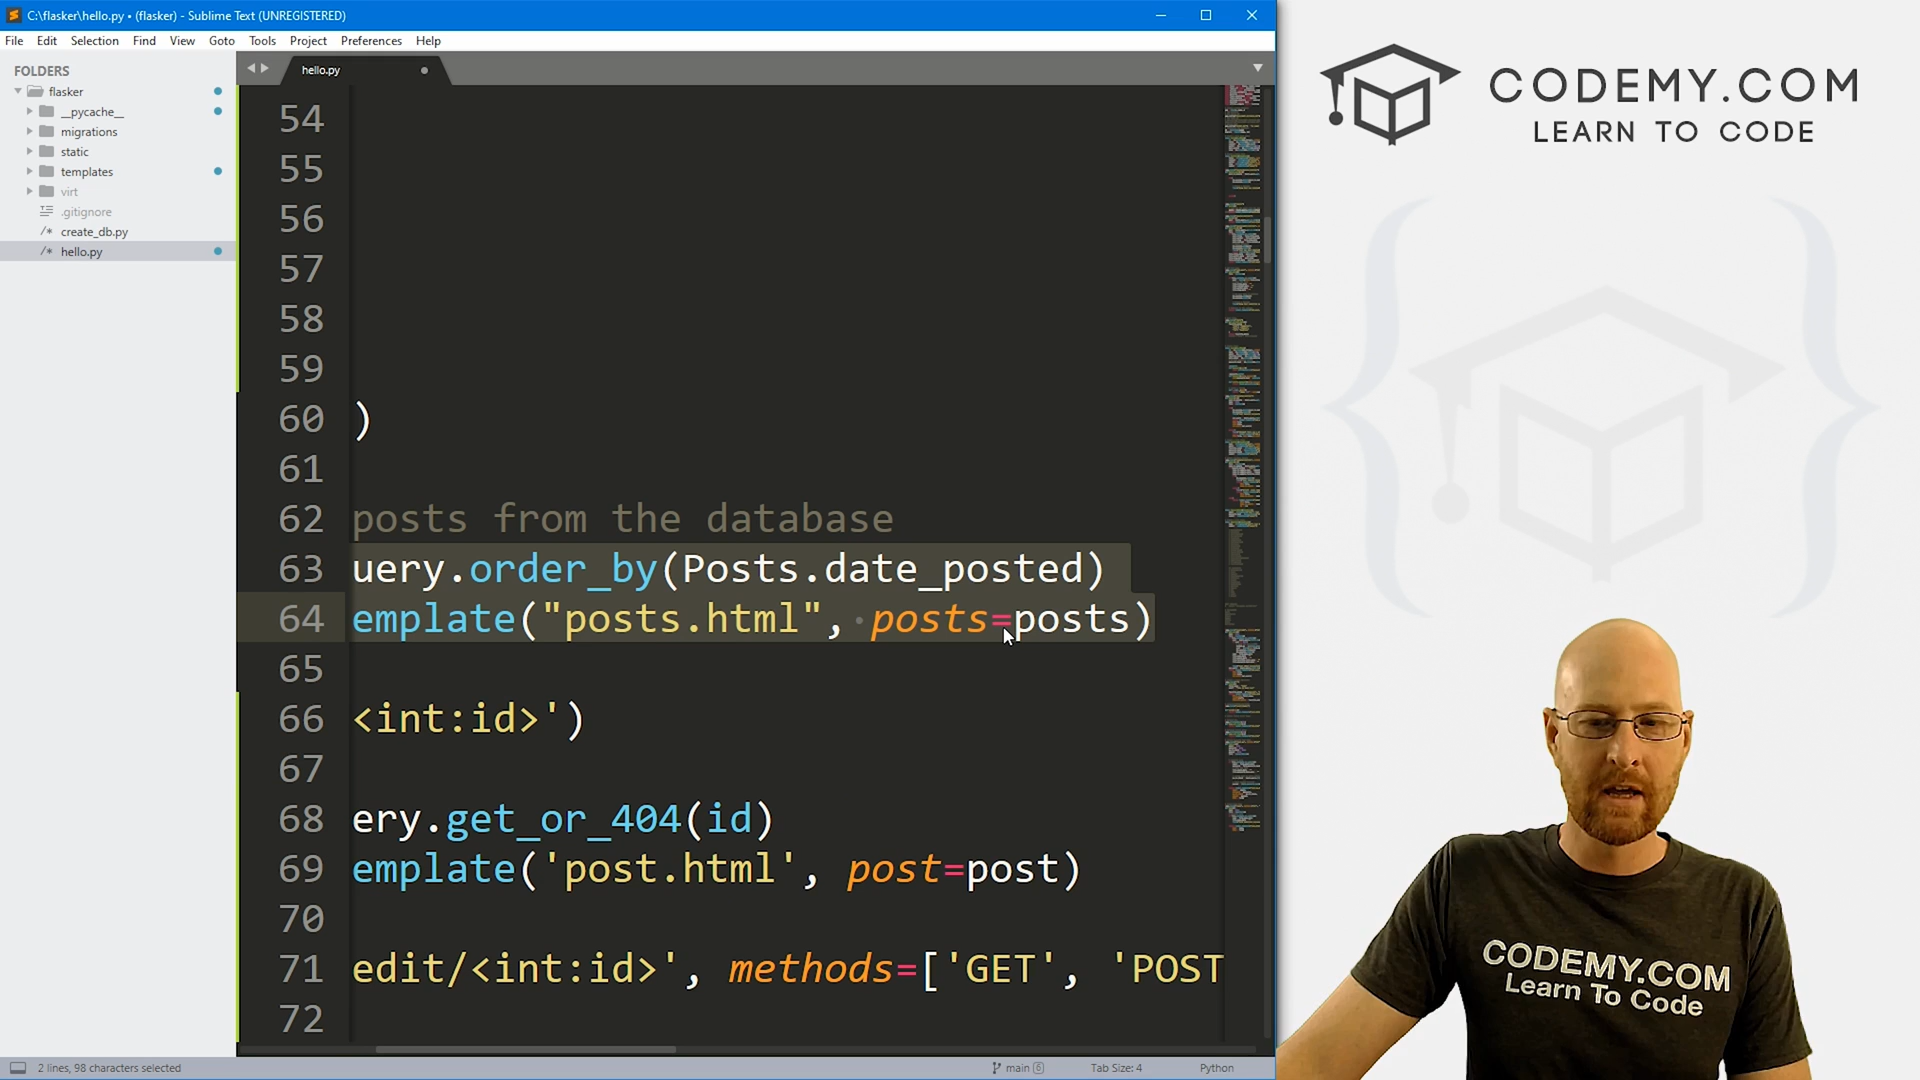 C:\flasker\hello.py • (flasker) - Sublime Text (UNREGISTERED)
File Edit Selection Find View Goto Tools Project Preferences Help
FOLDERS
flasker
__pycache__
migrations
static
templates
virt
.gitignore
create_db.py
hello.py
hello.py
54
55
56
57
58
59
60 )
61
62 posts from the database
63 uery.order_by(Posts.date_posted)
64 emplate("posts.html", posts=posts)
65
66 <int:id>')
67
68 ery.get_or_404(id)
69 emplate('post.html', post=post)
70
71 edit/<int:id>', methods=['GET', 'POST
72
2 lines, 98 characters selected
main 6
Tab Size: 4
Python
CODEMY.COM
LEARN TO CODE
CODEMY.COM
Learn To Code